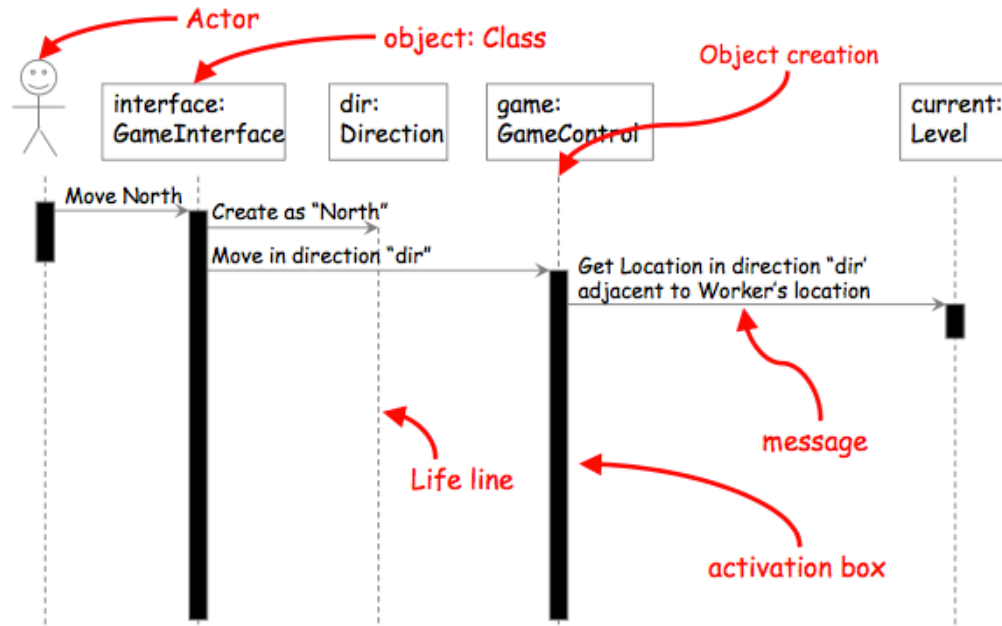 Actor
object: Class
Object creation
interface:
GameInterface
dir:
Direction
game:
GameControl
current:
Level
Move North
Create as “North”
Move in direction “dir”
Get Location in direction “dir’
adjacent to Worker’s location
message
Life line
activation box